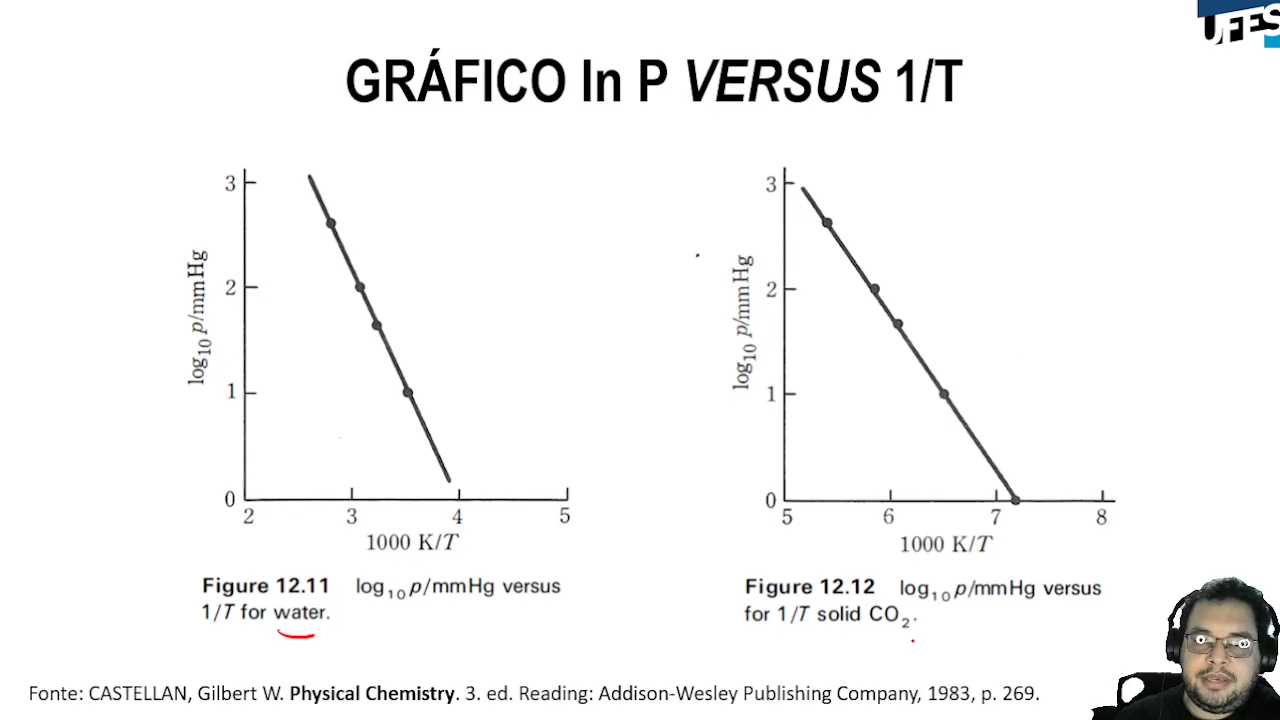 UFES
GRÁFICO ln P VERSUS 1/T
3
2
1
0
log₁₀ p/mmHg
2 3 4 5
1000 K/T
Figure 12.11 log₁₀ p/mmHg versus
1/T for water.
3
2
1
0
log₁₀ p/mmHg
5 6 7 8
1000 K/T
Figure 12.12 log₁₀ p/mmHg versus
for 1/T solid CO₂.
Fonte: CASTELLAN, Gilbert W. Physical Chemistry. 3. ed. Reading: Addison-Wesley Publishing Company, 1983, p. 269.